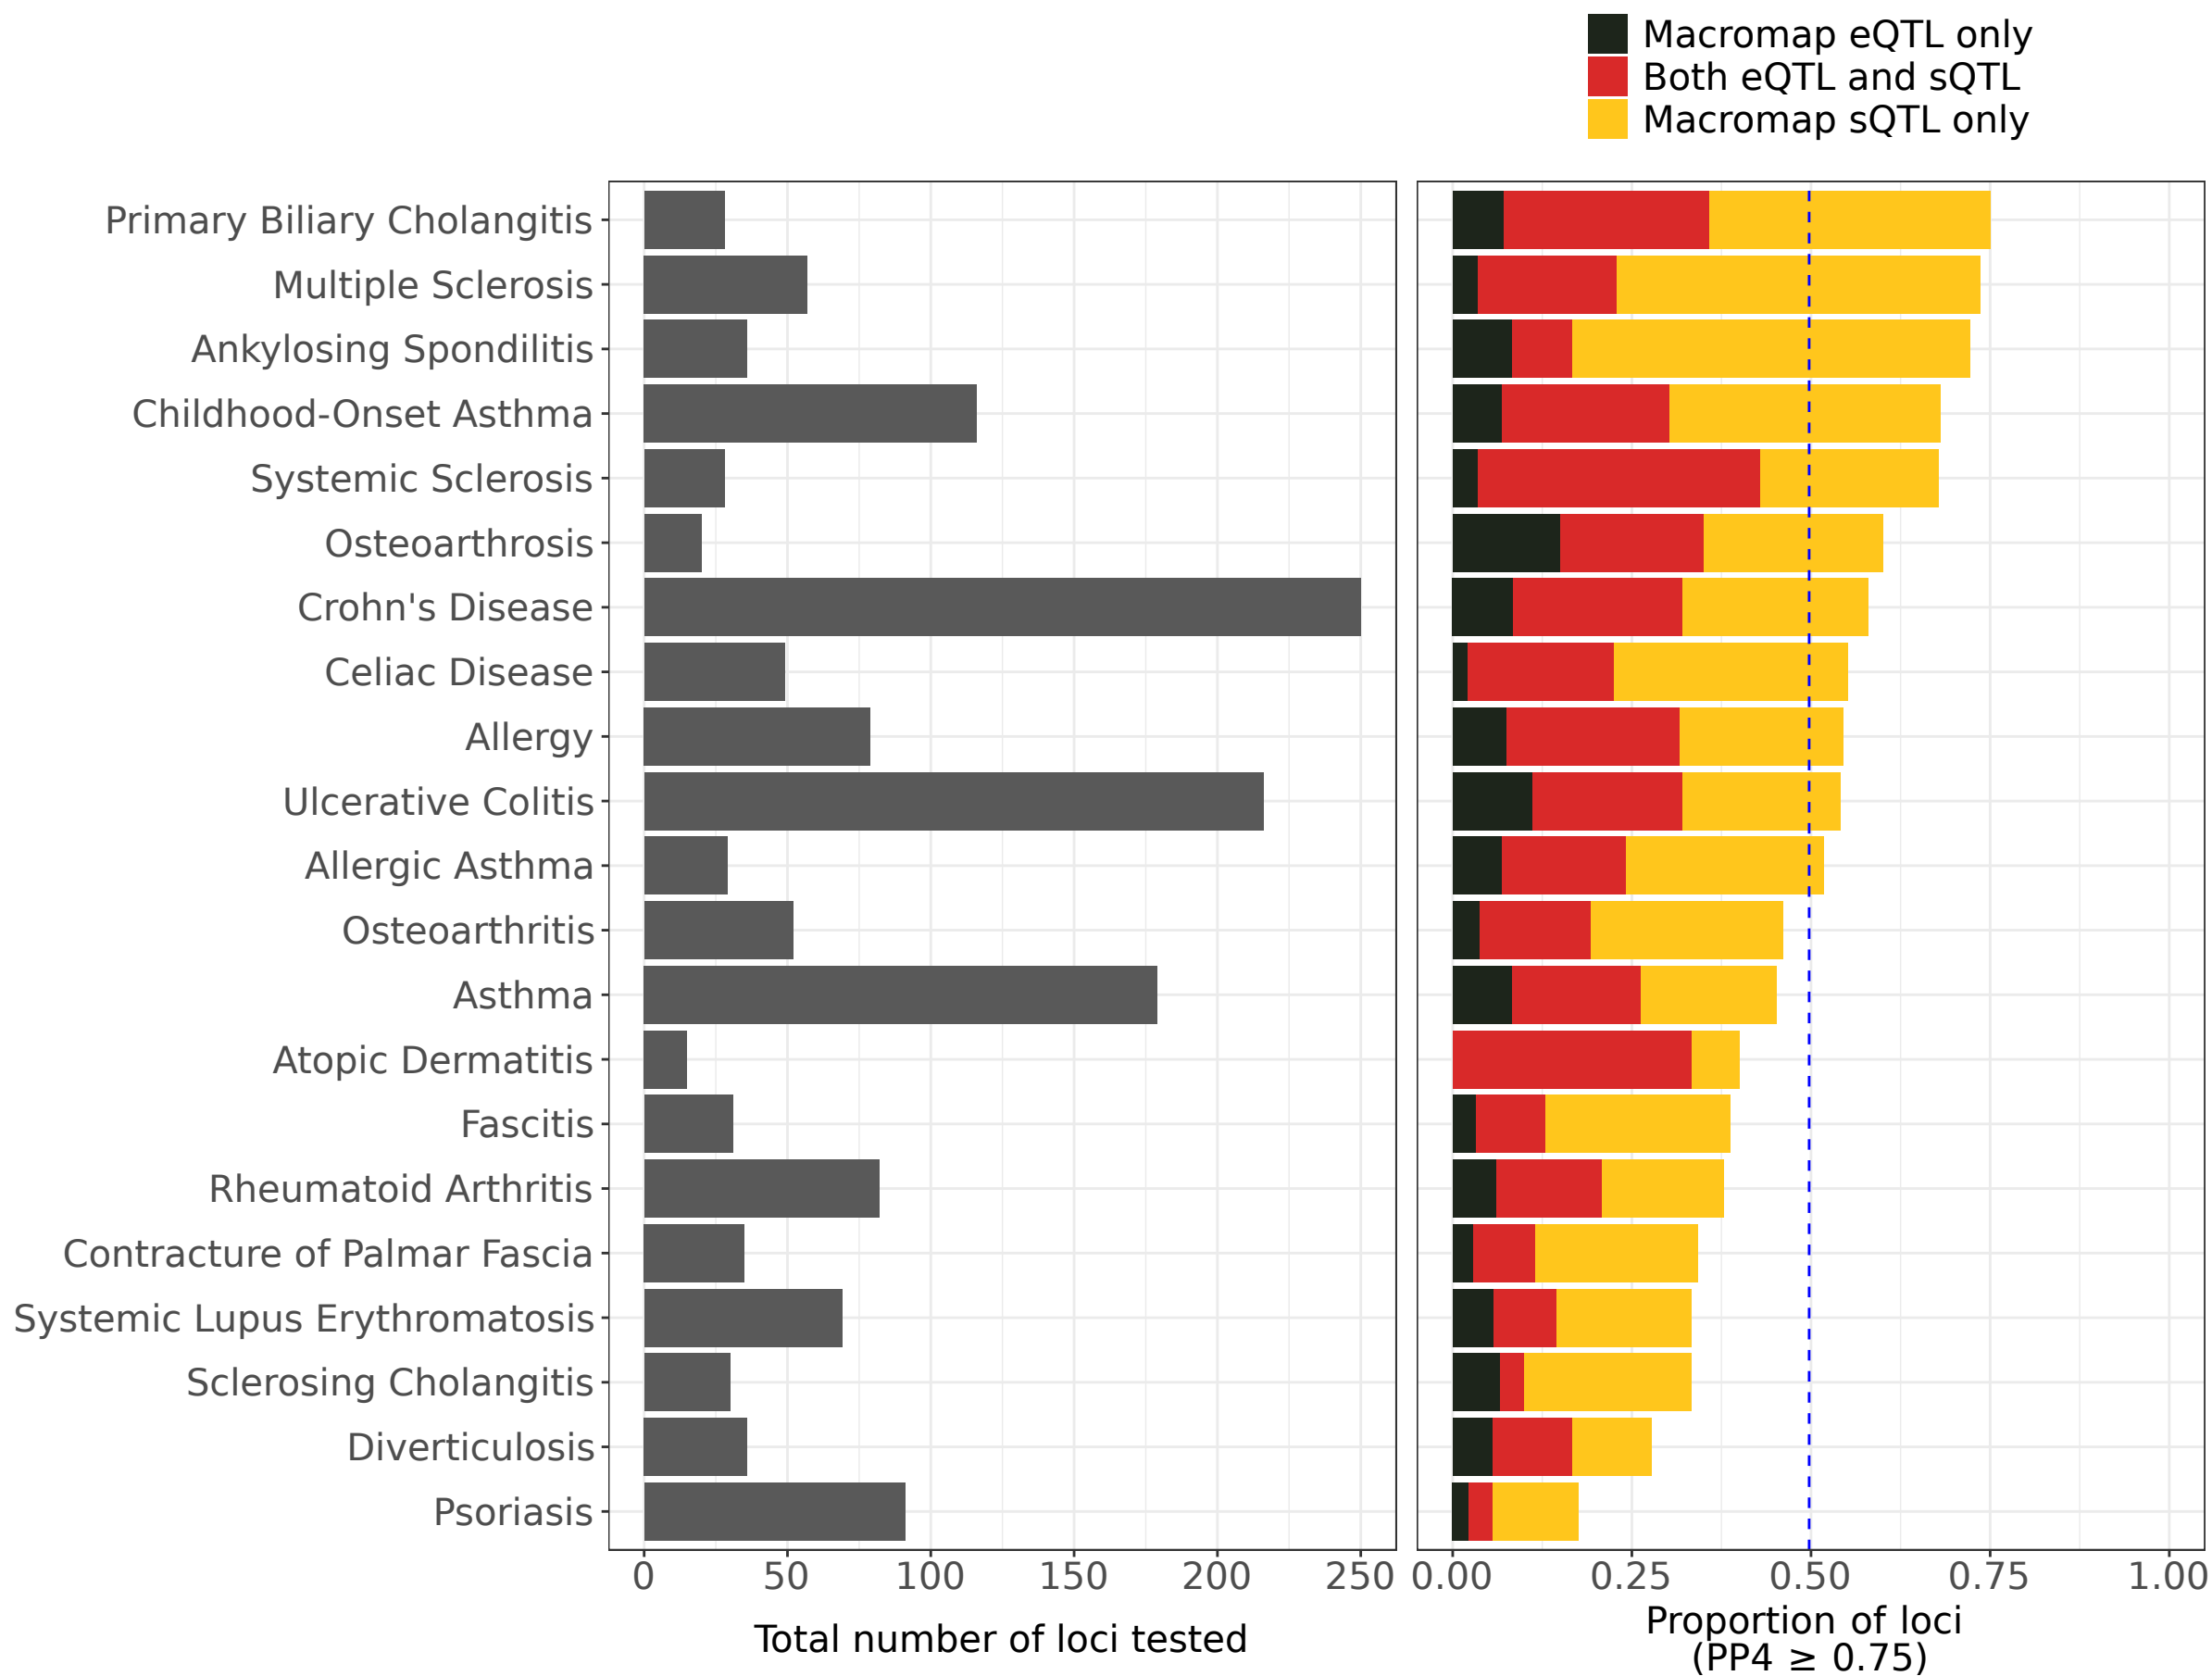 Macromap eQTL only
Both eQTL and sQTL
Macromap sQTL only
Primary Biliary Cholangitis
Multiple Sclerosis
Ankylosing Spondilitis
Childhood-Onset Asthma
Systemic Sclerosis
Osteoarthrosis
Crohn's Disease
Celiac Disease
Allergy
Ulcerative Colitis
Allergic Asthma
Osteoarthritis
Asthma
Atopic Dermatitis
Fascitis
Rheumatoid Arthritis
Contracture of Palmar Fascia
Systemic Lupus Erythromatosis
Sclerosing Cholangitis
Diverticulosis
Psoriasis
0 50 100 150 200 250
Total number of loci tested
0.00 0.25 0.50 0.75 1.00
Proportion of loci
(PP4 ≥ 0.75)